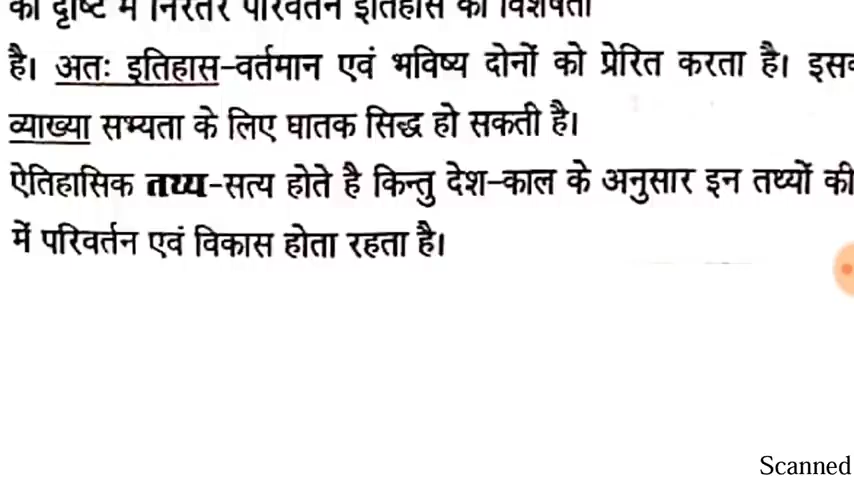 की दृष्टि में निरंतर परिवर्तन इतिहास की विशेषता
है। अतः इतिहास-वर्तमान एवं भविष्य दोनों को प्रेरित करता है।
व्याख्या सभ्यता के लिए घातक सिद्ध हो सकती है।
ऐतिहासिक तथ्य-सत्य होते है किन्तु देश-काल के अनुसार इन तथ्यों की
में परिवर्तन एवं विकास होता रहता है।
Scanned